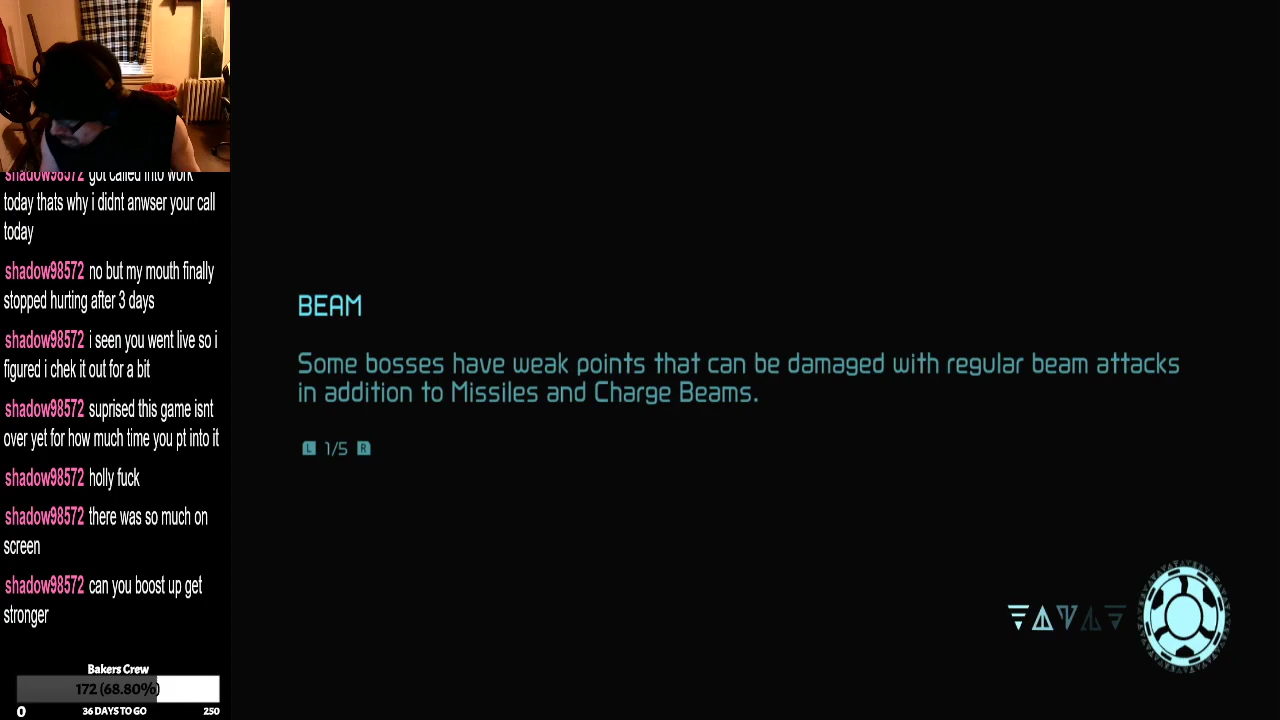 shadow98572 got called into work
today thats why i didnt anwser your call
today
shadow98572 no but my mouth finally
stopped hurting after 3 days
shadow98572 i seen you went live so i
figured i chek it out for a bit
shadow98572 suprised this game isnt
over yet for how much time you pt into it
shadow98572 holly fuck
shadow98572 there was so much on
screen
shadow98572 can you boost up get
stronger
Bakers Crew
172 (68.80%)
0 36 DAYS TO GO 250
BEAM
Some bosses have weak points that can be damaged with regular beam attacks
in addition to Missiles and Charge Beams.
L 1/5 R